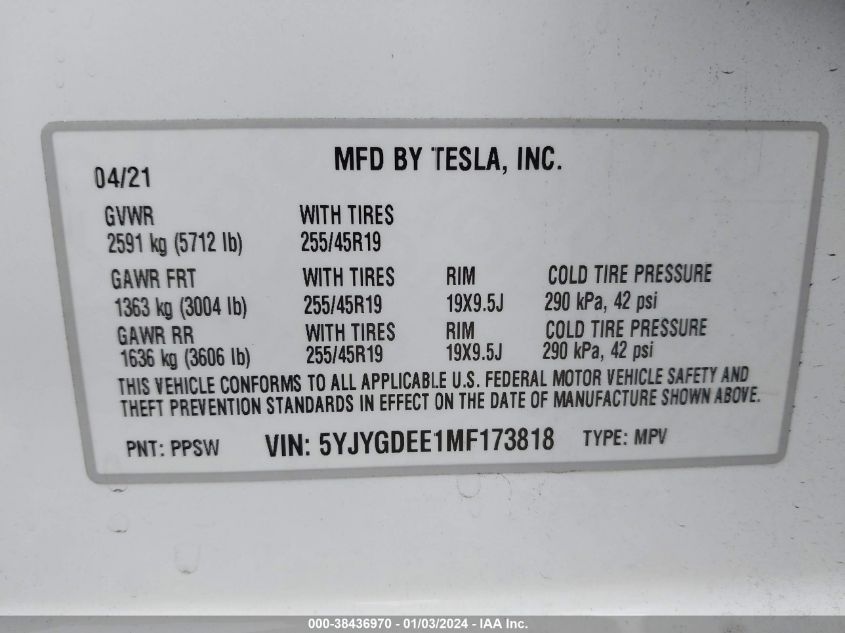 MFD BY TESLA, INC.
04/21
GVWR WITH TIRES
2591 kg (5712 lb) 255/45R19
GAWR FRT WITH TIRES RIM COLD TIRE PRESSURE
1363 kg (3004 lb) 255/45R19 19X9.5J 290 kPa, 42 psi
GAWR RR WITH TIRES RIM COLD TIRE PRESSURE
1636 kg (3606 lb) 255/45R19 19X9.5J 290 kPa, 42 psi
THIS VEHICLE CONFORMS TO ALL APPLICABLE U.S. FEDERAL MOTOR VEHICLE SAFETY AND
THEFT PREVENTION STANDARDS IN EFFECT ON THE DATE OF MANUFACTURE SHOWN ABOVE.
PNT: PPSW VIN: 5YJYGDEE1MF173818 TYPE: MPV
000-38436970 - 01/03/2024 - IAA Inc.